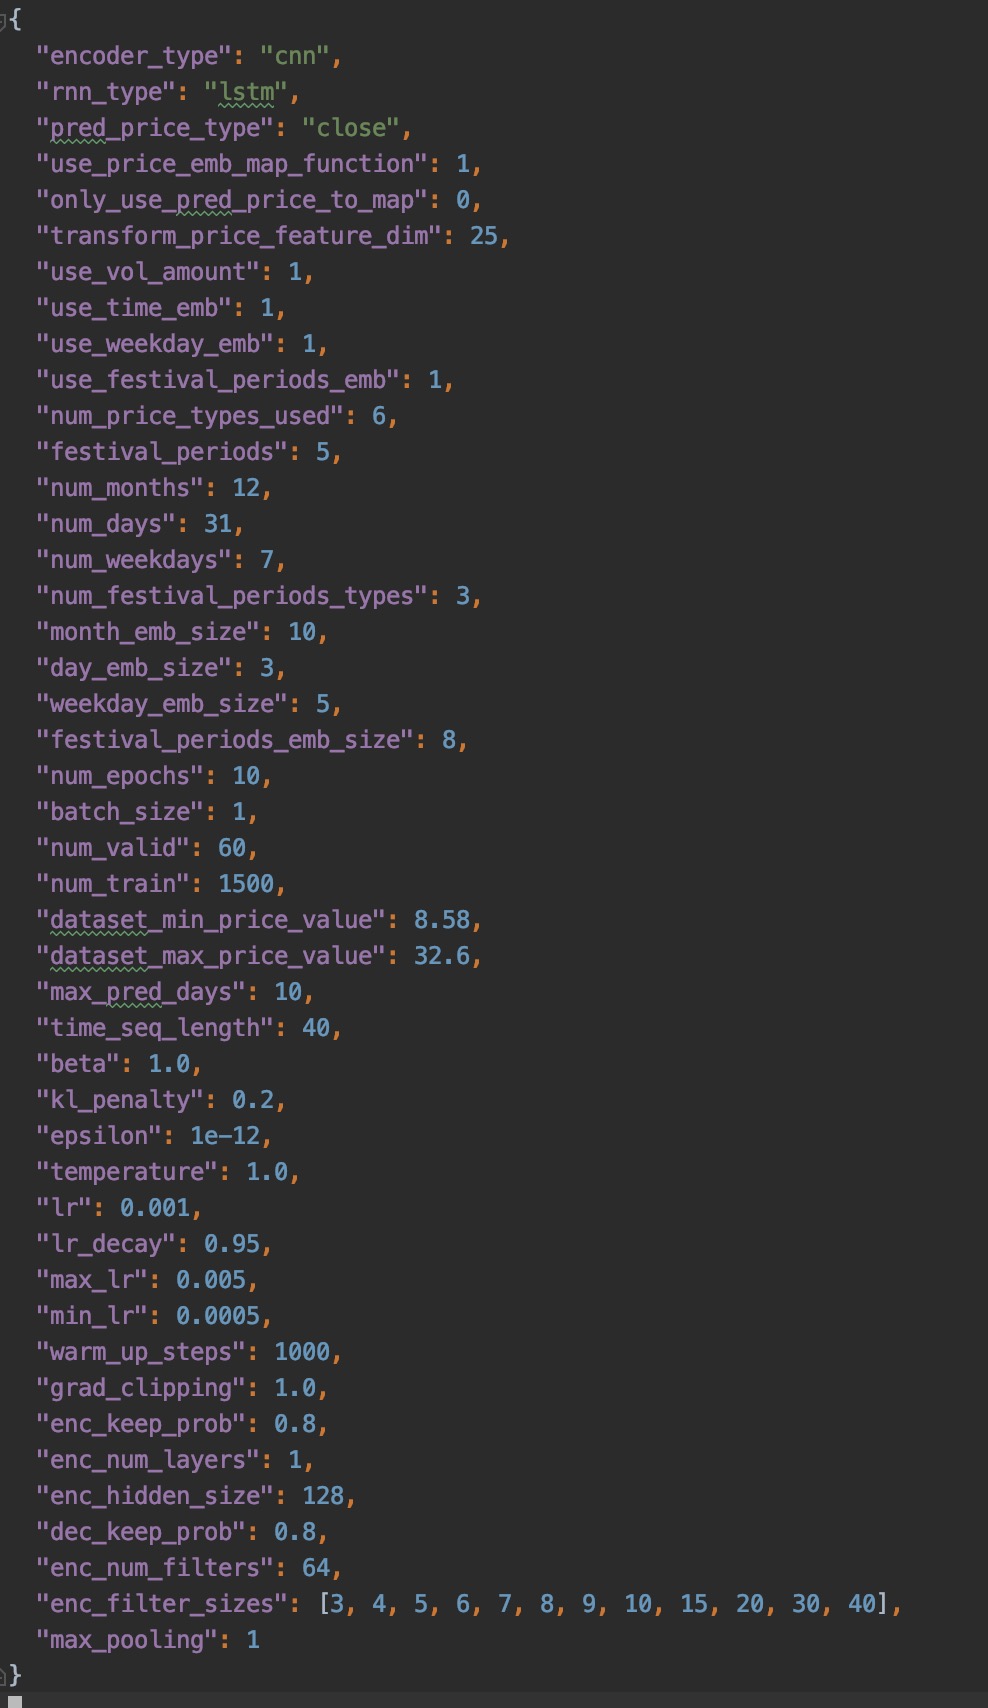 {
"encoder_type": "cnn",
"rnn_type": "lstm",
"pred_price_type": "close",
"use_price_emb_map_function": 1,
"only_use_pred_price_to_map": 0,
"transform_price_feature_dim": 25,
"use_vol_amount": 1,
"use_time_emb": 1,
"use_weekday_emb": 1,
"use_festival_periods_emb": 1,
"num_price_types_used": 6,
"festival_periods": 5,
"num_months": 12,
"num_days": 31,
"num_weekdays": 7,
"num_festival_periods_types": 3,
"month_emb_size": 10,
"day_emb_size": 3,
"weekday_emb_size": 5,
"festival_periods_emb_size": 8,
"num_epochs": 10,
"batch_size": 1,
"num_valid": 60,
"num_train": 1500,
"dataset_min_price_value": 8.58,
"dataset_max_price_value": 32.6,
"max_pred_days": 10,
"time_seq_length": 40,
"beta": 1.0,
"kl_penalty": 0.2,
"epsilon": 1e-12,
"temperature": 1.0,
"lr": 0.001,
"lr_decay": 0.95,
"max_lr": 0.005,
"min_lr": 0.0005,
"warm_up_steps": 1000,
"grad_clipping": 1.0,
"enc_keep_prob": 0.8,
"enc_num_layers": 1,
"enc_hidden_size": 128,
"dec_keep_prob": 0.8,
"enc_num_filters": 64,
"enc_filter_sizes": [3, 4, 5, 6, 7, 8, 9, 10, 15, 20, 30, 40],
"max_pooling": 1
}